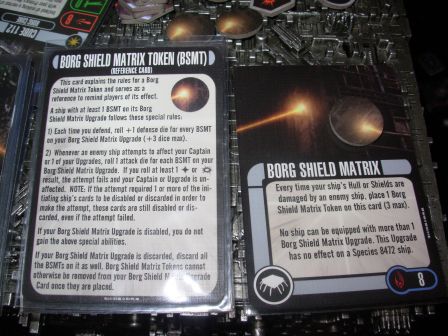 BORG SHIELD MATRIX TOKEN (BSMT)
(REFERENCE CARD)
This card explains the rules for a Borg
Shield Matrix Token and serves as a
reference to remind players of its effect.
A ship with at least 1 BSMT on its Borg
Shield Matrix Upgrade follows these special rules:
1) Each time you defend, roll +1 defense die for every BSMT
on your Borg Shield Matrix Upgrade (+3 dice max).
2) Whenever an enemy ship attempts to affect your Captain
or 1 of your Upgrades, roll 1 attack die for each BSMT on your
Borg Shield Matrix Upgrade. If you roll at least 1 or
result, the attempt fails and your Captain or Upgrade is un-
affected. NOTE: If the attempt required 1 or more of the ini-
tiating ship's cards to be disabled or discarded in order to
make the attempt, those cards are still disabled or dis-
carded, even if the attempt failed.
If your Borg Shield Matrix Upgrade is disabled, you do not
gain the above special abilities.
If your Borg Shield Matrix Upgrade is discarded, discard all
the BSMTs on it as well. Borg Shield Matrix Tokens cannot
otherwise be removed from your Borg Shield Matrix Upgrade
Card once they are placed.
BORG SHIELD MATRIX
Every time your ship's Hull or Shields are
damaged by an enemy ship, place 1 Borg
Shield Matrix Token on this card (3 max).
No ship can be equipped with more than 1
Borg Shield Matrix Upgrade. This Upgrade
has no effect on a Species 8472 ship.
8